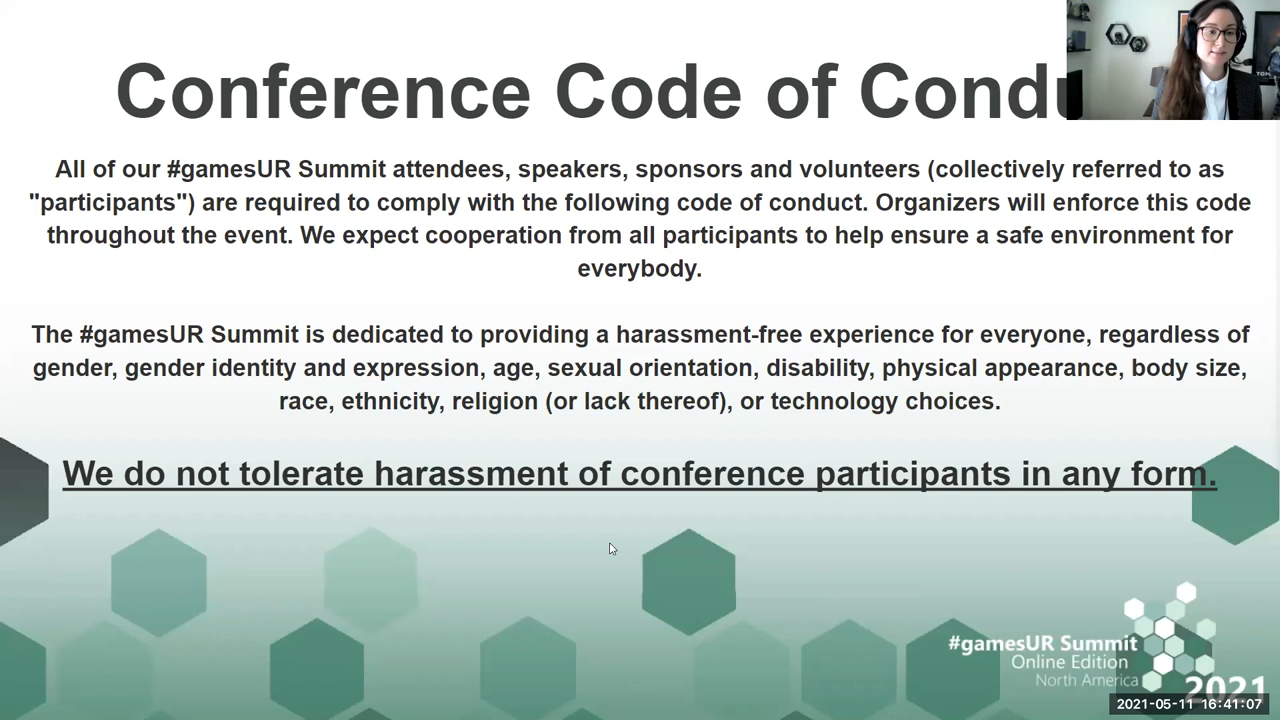 Conference Code of Condu
All of our #gamesUR Summit attendees, speakers, sponsors and volunteers (collectively referred to as
"participants") are required to comply with the following code of conduct. Organizers will enforce this code
throughout the event. We expect cooperation from all participants to help ensure a safe environment for
everybody.
The #gamesUR Summit is dedicated to providing a harassment-free experience for everyone, regardless of
gender, gender identity and expression, age, sexual orientation, disability, physical appearance, body size,
race, ethnicity, religion (or lack thereof), or technology choices.
We do not tolerate harassment of conference participants in any form.
#gamesUR Summit
Online Edition
North America
2021
2021-05-11 16:41:07